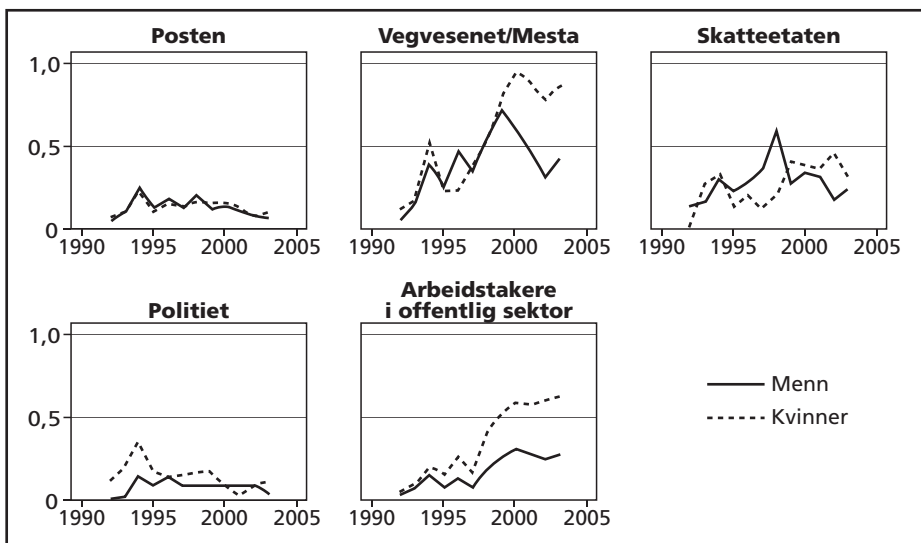 Posten
Vegvesenet/Mesta
Skatteetaten
1,0
0,5
0
1990 1995 2000 2005
1990 1995 2000 2005
1990 1995 2000 2005
Politiet
Arbeidstakere
i offentlig sektor
1,0
0,5
0
1990 1995 2000 2005
1990 1995 2000 2005
Menn
Kvinner